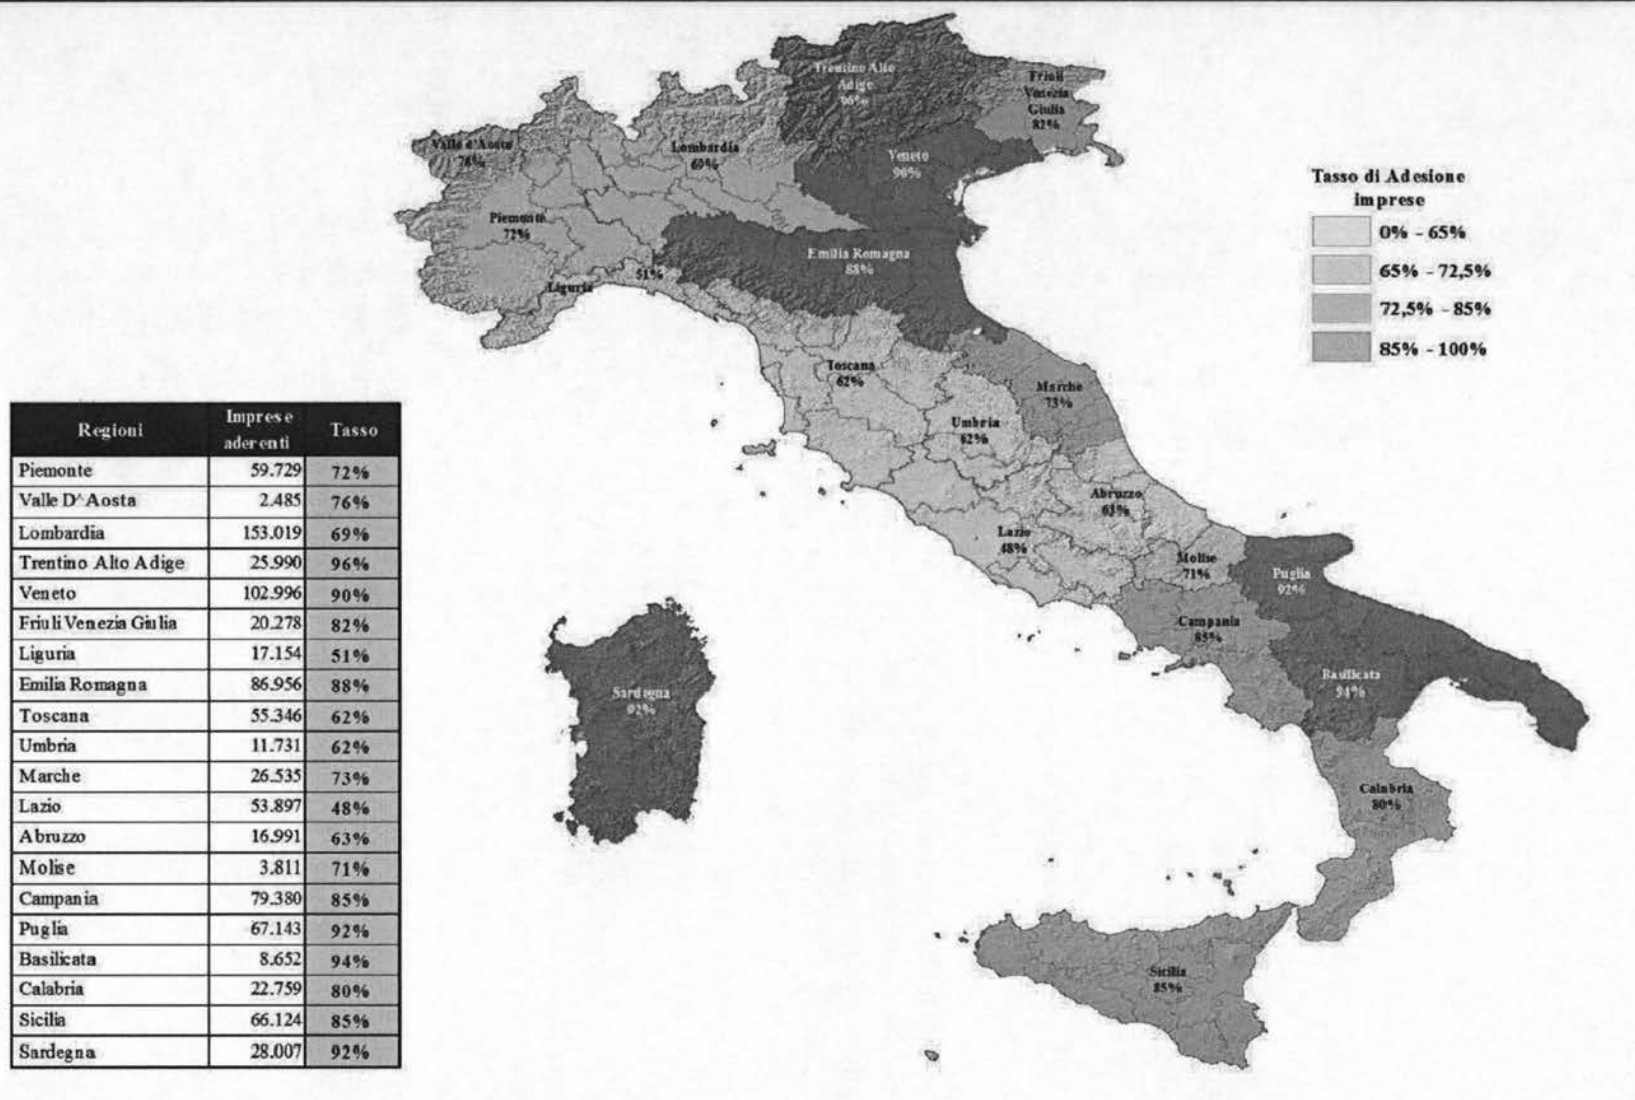 Trentino Alto
Adige
96%
Friuli
Venezia
Giulia
82%
Valle d'Aosta
76%
Lombardia
69%
Veneto
90%
Piemonte
72%
Emilia Romagna
88%
51%
Liguria
Toscana
62%
Marche
73%
Umbria
62%
Abruzzo
63%
Lazio
48%
Molise
71%
Puglia
92%
Campania
85%
Basilicata
94%
Sardegna
92%
Calabria
80%
Sicilia
85%
Tasso di Adesione
imprese
0% - 65%
65% - 72,5%
72,5% - 85%
85% - 100%
Regioni Imprese aderenti Tasso
Piemonte 59.729 72%
Valle D^Aosta 2.485 76%
Lombardia 153.019 69%
Trentino Alto Adige 25.990 96%
Veneto 102.996 90%
Friuli Venezia Giulia 20.278 82%
Liguria 17.154 51%
Emilia Romagna 86.956 88%
Toscana 55.346 62%
Umbria 11.731 62%
Marche 26.535 73%
Lazio 53.897 48%
Abruzzo 16.991 63%
Molise 3.811 71%
Campania 79.380 85%
Puglia 67.143 92%
Basilicata 8.652 94%
Calabria 22.759 80%
Sicilia 66.124 85%
Sardegna 28.007 92%